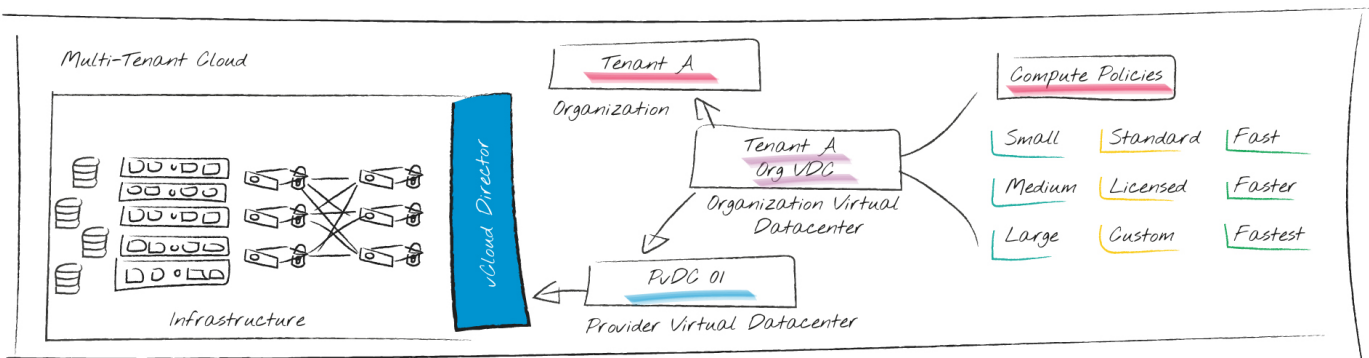 Multi-Tenant Cloud
Infrastructure
vCloud Director
Tenant A
Organization
Tenant A
Org VDC
Organization Virtual
Datacenter
PvDC 01
Provider Virtual Datacenter
Compute Policies
Small
Standard
Fast
Medium
Licensed
Faster
Large
Custom
Fastest